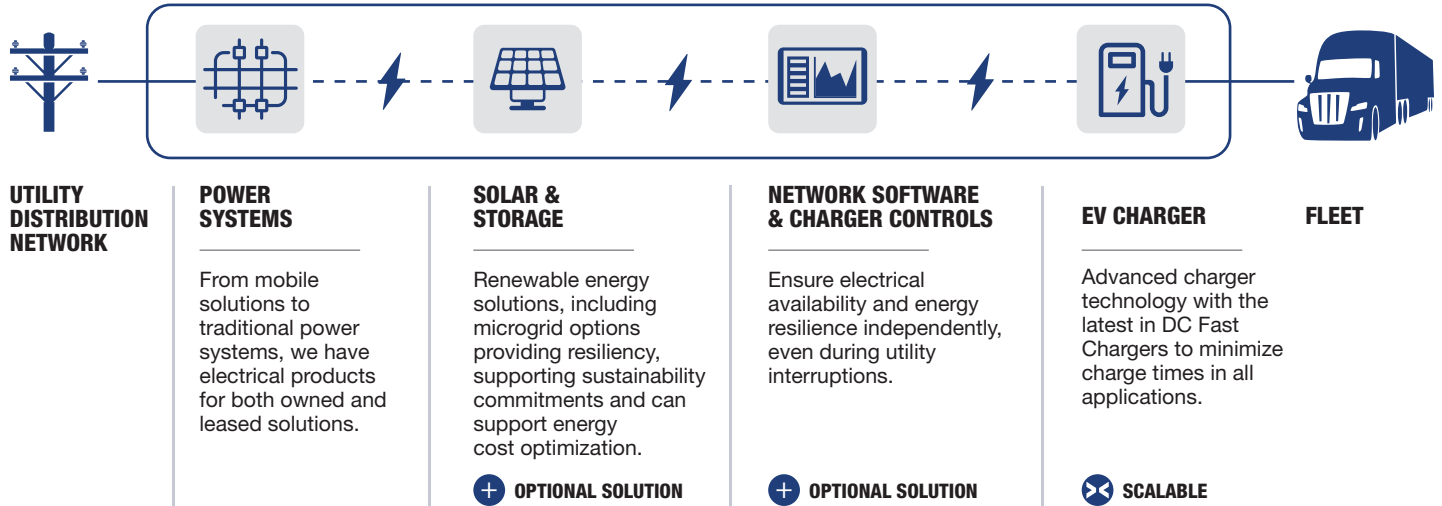 UTILITY
DISTRIBUTION
NETWORK
POWER
SYSTEMS
From mobile
solutions to
traditional power
systems, we have
electrical products
for both owned and
leased solutions.
SOLAR &
STORAGE
Renewable energy
solutions, including
microgrid options
providing resiliency,
supporting sustainability
commitments and can
support energy
cost optimization.
OPTIONAL SOLUTION
NETWORK SOFTWARE
& CHARGER CONTROLS
Ensure electrical
availability and energy
resilience independently,
even during utility
interruptions.
OPTIONAL SOLUTION
EV CHARGER
Advanced charger
technology with the
latest in DC Fast
Chargers to minimize
charge times in all
applications.
SCALABLE
FLEET